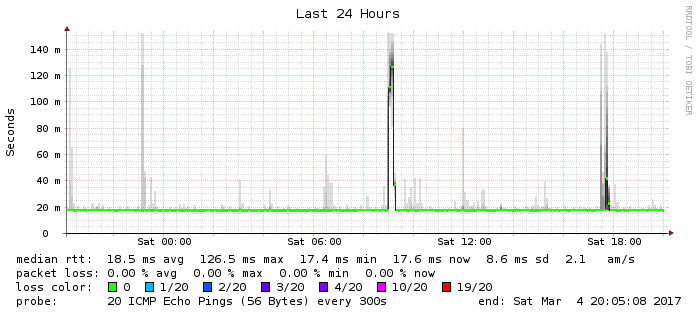 Last 24 Hours
RRDTOOL / TOBI OETIKER
Seconds
140 m
120 m
100 m
80 m
60 m
40 m
20 m
0
Sat 00:00 Sat 06:00 Sat 12:00 Sat 18:00
median rtt: 18.5 ms avg 126.5 ms max 17.4 ms min 17.6 ms now 8.6 ms sd 2.1 am/s
packet loss: 0.00 % avg 0.00 % max 0.00 % min 0.00 % now
loss color: 0 1/20 2/20 3/20 4/20 10/20 19/20
probe: 20 ICMP Echo Pings (56 Bytes) every 300s end: Sat Mar 4 20:05:08 2017